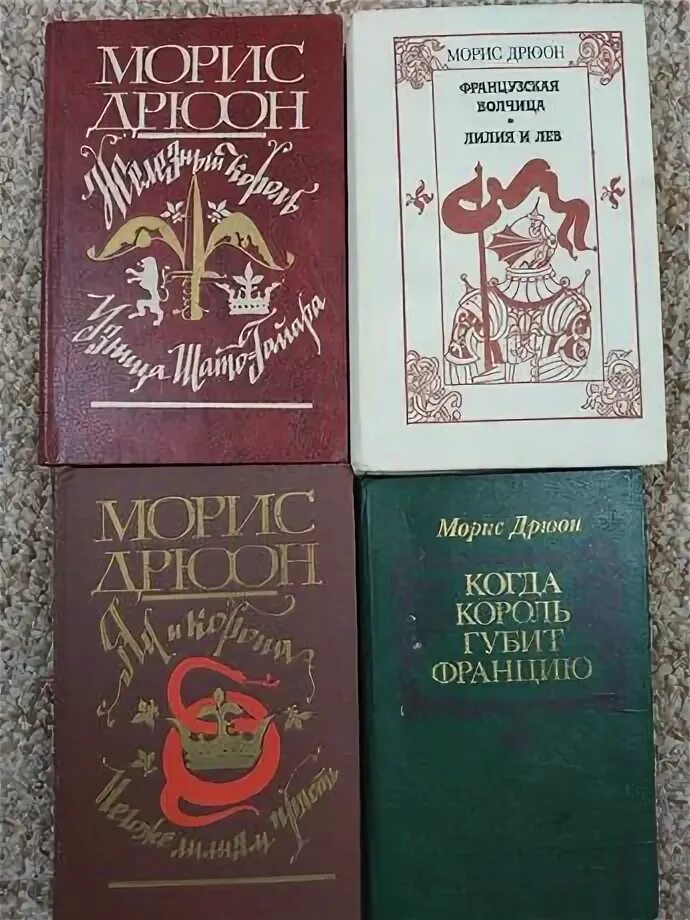 МОРИС
ДРЮОН
Железный король
Узница Шато-Гайара
МОРИС ДРЮОН
ФРАНЦУЗСКАЯ
ВОЛЧИЦА
•
ЛИЛИЯ И ЛЕВ
МОРИС
ДРЮОН
Яд и корона
Негоже лилиям прясть
Морис Дрюон
КОГДА
КОРОЛЬ
ГУБИТ
ФРАНЦИЮ